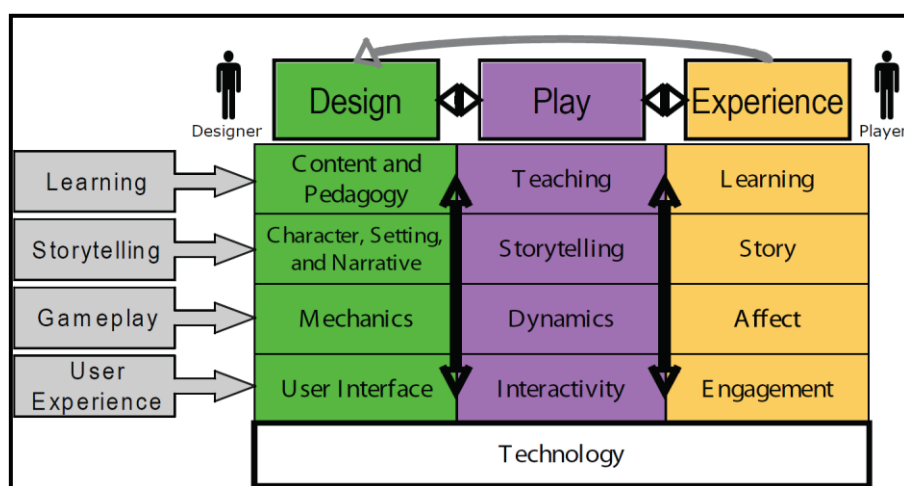 Design
Play
Experience
Designer
Player
Learning
Content and
Pedagogy
Teaching
Learning
Storytelling
Character, Setting,
and Narrative
Storytelling
Story
Gameplay
Mechanics
Dynamics
Affect
User
Experience
User Interface
Interactivity
Engagement
Technology